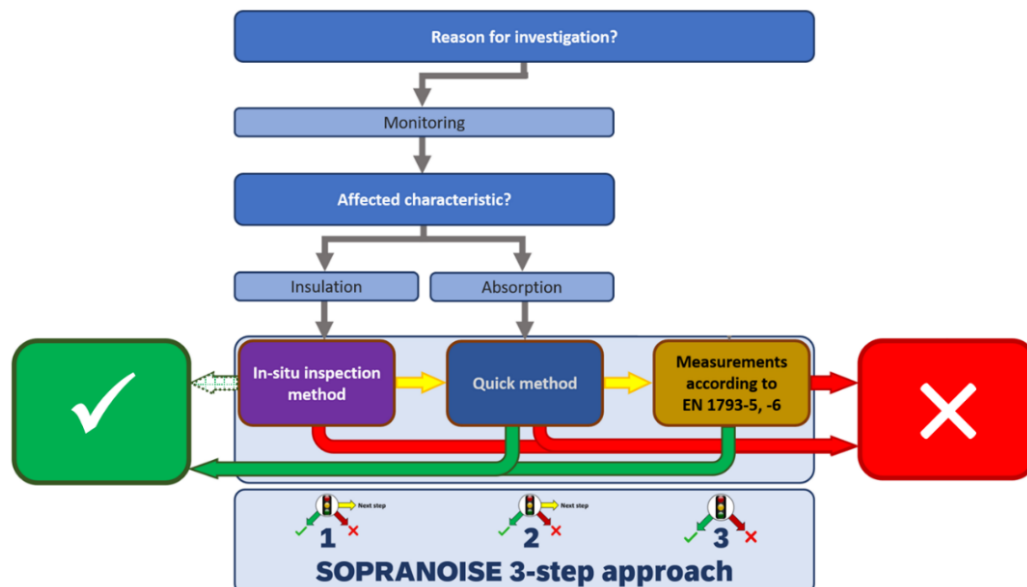 Reason for investigation?
Monitoring
Affected characteristic?
Insulation
Absorption
In-situ inspection
method
Quick method
Measurements
according to
EN 1793-5, -6
Next step
1
Next step
2
3
SOPRANOISE 3-step approach